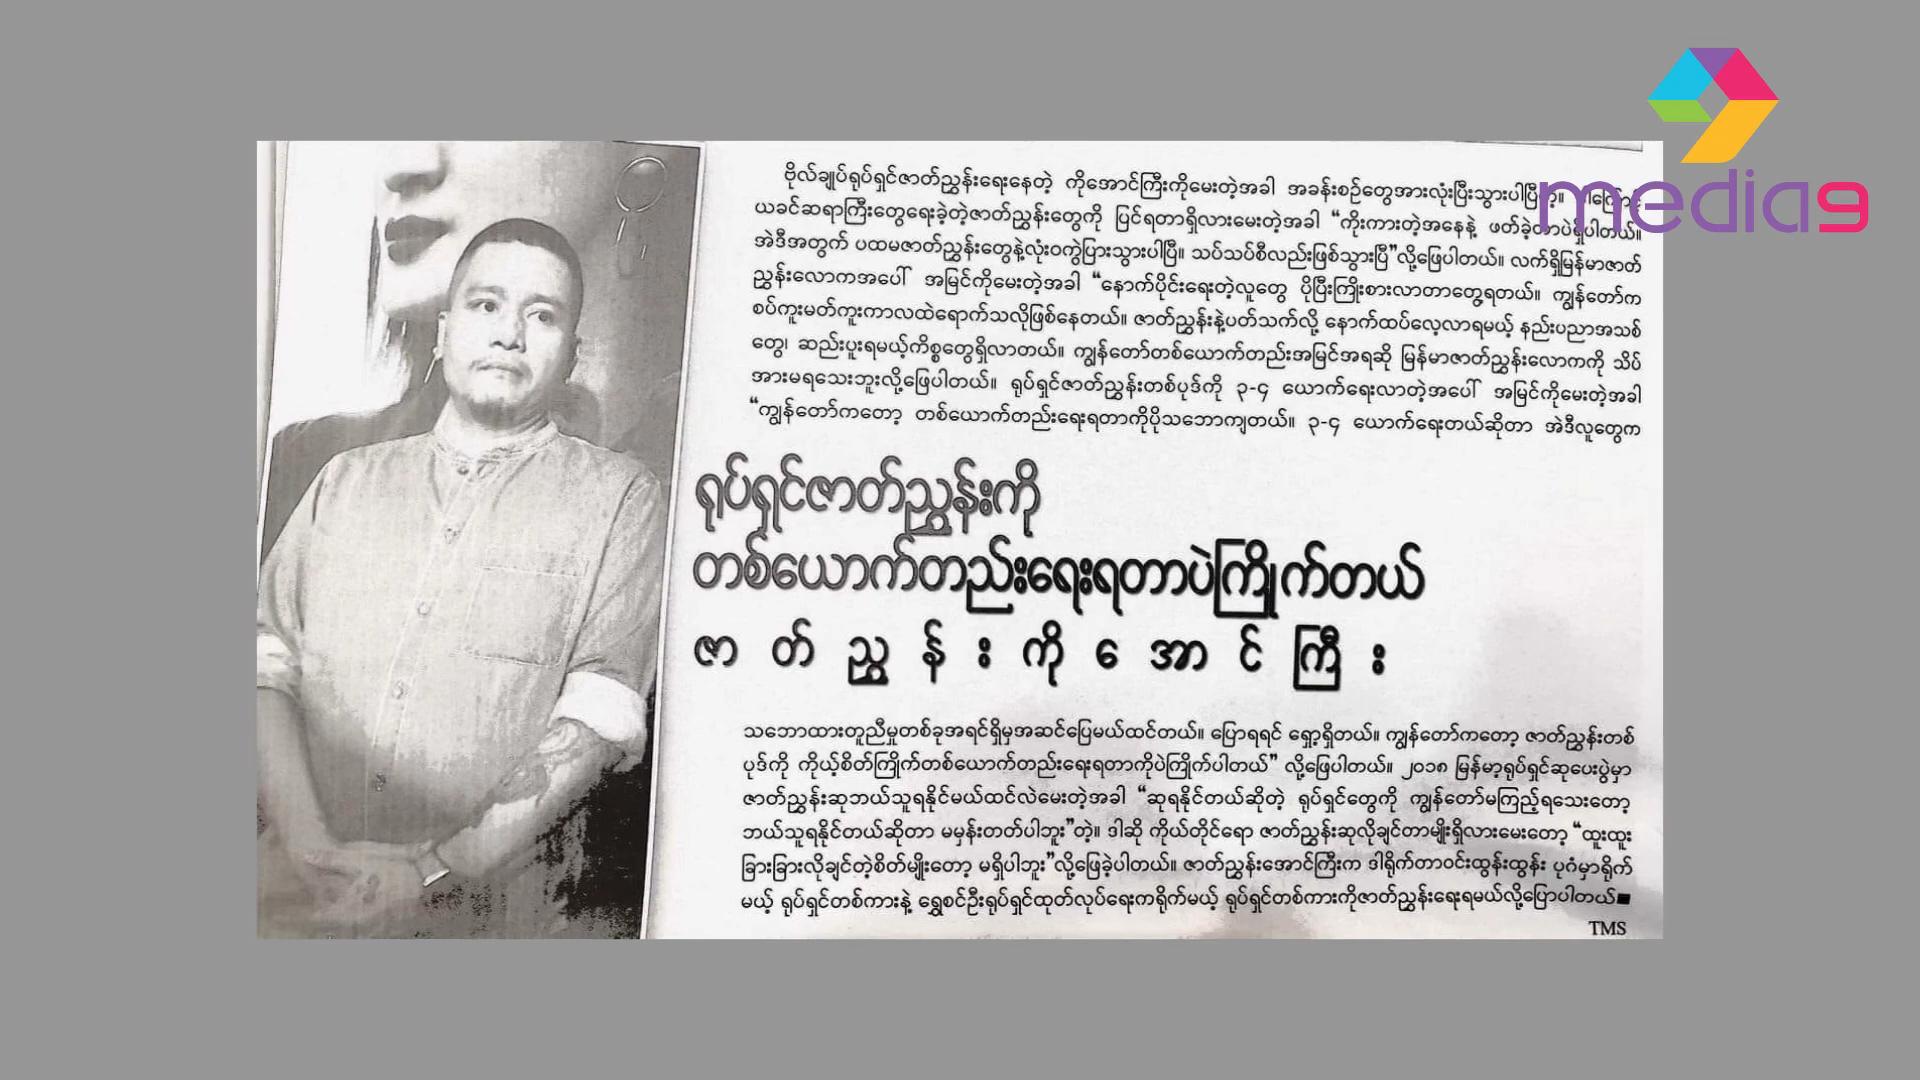 ဗိုလ်ချုပ်ရုပ်ရှင်ဇာတ်ညွှန်းရေးနေတဲ့ ကိုအောင်ကြီးကိုမေးတဲ့အခါ အခန်းစဉ်တွေအားလုံးပြီးသွားပါပြီ
ယခင်ဆရာကြီးတွေရေးခဲ့တဲ့ဇာတ်ညွှန်းတွေကို ပြင်ရတာရှိလားမေးတဲ့အခါ “ကိုးကားတဲ့အနေနဲ့ ဖတ်ခဲ့တာပဲရှိပါတယ်။
အဲဒီအတွက် ပထမဇာတ်ညွှန်းတွေနဲ့လုံးဝကွဲပြားသွားပါပြီ။ သပ်သပ်စီလည်းဖြစ်သွားပြီ”လို့ဖြေပါတယ်။ လက်ရှိမြန်မာဇာတ်
ညွှန်းလောကအပေါ် အမြင်ကိုမေးတဲ့အခါ “နောက်ပိုင်းရေးတဲ့လူတွေ ပိုပြီးကြိုးစားလာတာတွေ့ရတယ်။ ကျွန်တော်က
စပ်ကူးမတ်ကူးကာလထဲရောက်သလိုဖြစ်နေတယ်။ ဇာတ်ညွှန်းနဲ့ပတ်သက်လို့ နောက်ထပ်လေ့လာရမယ့် နည်းပညာအသစ်
တွေ၊ ဆည်းပူးရမယ့်ကိစ္စတွေရှိလာတယ်။ ကျွန်တော်တစ်ယောက်တည်းအမြင်အရဆို မြန်မာဇာတ်ညွှန်းလောကကို သိပ်
အားမရသေးဘူးလို့ဖြေပါတယ်။ ရုပ်ရှင်ဇာတ်ညွှန်းတစ်ပုဒ်ကို ၃-၄ ယောက်ရေးလာတဲ့အပေါ် အမြင်ကိုမေးတဲ့အခါ
“ကျွန်တော်ကတော့ တစ်ယောက်တည်းရေးရတာကိုပိုသဘောကျတယ်။ ၃-၄ ယောက်ရေးတယ်ဆိုတာ အဲဒီလူတွေက
ရုပ်ရှင်ဇာတ်ညွှန်းကို
တစ်ယောက်တည်းရေးရတာပဲကြိုက်တယ်
ဇာတ်ညွှန်းကိုအောင်ကြီး
သဘောထားတူညီမှုတစ်ခုအရင်ရှိမှအဆင်ပြေမယ်ထင်တယ်။ ပြောရရင် ရှော့ရှိတယ်။ ကျွန်တော်ကတော့ ဇာတ်ညွှန်းတစ်
ပုဒ်ကို ကိုယ့်စိတ်ကြိုက်တစ်ယောက်တည်းရေးရတာကိုပဲကြိုက်ပါတယ်” လို့ဖြေပါတယ်။ ၂၀၁၈ မြန်မာ့ရုပ်ရှင်ဆုပေးပွဲမှာ
ဇာတ်ညွှန်းဆုဘယ်သူရနိုင်မယ်ထင်လဲမေးတဲ့အခါ “ဆုရနိုင်တယ်ဆိုတဲ့ ရုပ်ရှင်တွေကို ကျွန်တော်မကြည့်ရသေးတော့
ဘယ်သူရနိုင်တယ်ဆိုတာ မမှန်းတတ်ပါဘူး”တဲ့။ ဒါဆို ကိုယ်တိုင်ရော ဇာတ်ညွှန်းဆုလိုချင်တာမျိုးရှိလားမေးတော့ “ထူးထူး
ခြားခြားလိုချင်တဲ့စိတ်မျိုးတော့ မရှိပါဘူး”လို့ဖြေခဲ့ပါတယ်။ ဇာတ်ညွှန်းအောင်ကြီးက ဒါရိုက်တာဝင်းထွန်းထွန်း ပုဂံမှာရိုက်
မယ့် ရုပ်ရှင်တစ်ကားနဲ့ ရွှေစင်ဦးရုပ်ရှင်ထုတ်လုပ်ရေးကရိုက်မယ့် ရုပ်ရှင်တစ်ကားကိုဇာတ်ညွှန်းရေးရမယ်လို့ပြောပါတယ်■
TMS
media9